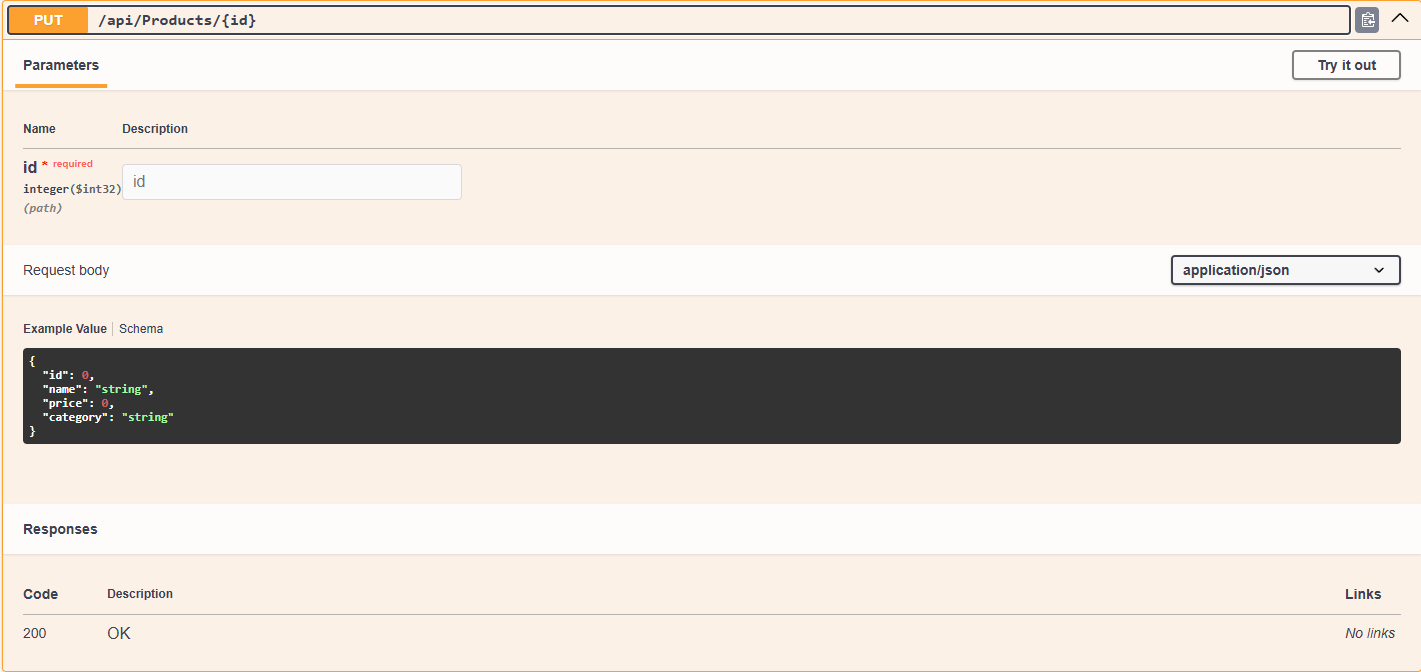 PUT /api/Products/{id}
Parameters Try it out
Name Description
id * required
integer($int32) id
(path)
Request body application/json
Example Value Schema
{
  "id": 0,
  "name": "string",
  "price": 0,
  "category": "string"
}
Responses
Code Description Links
200 OK No links